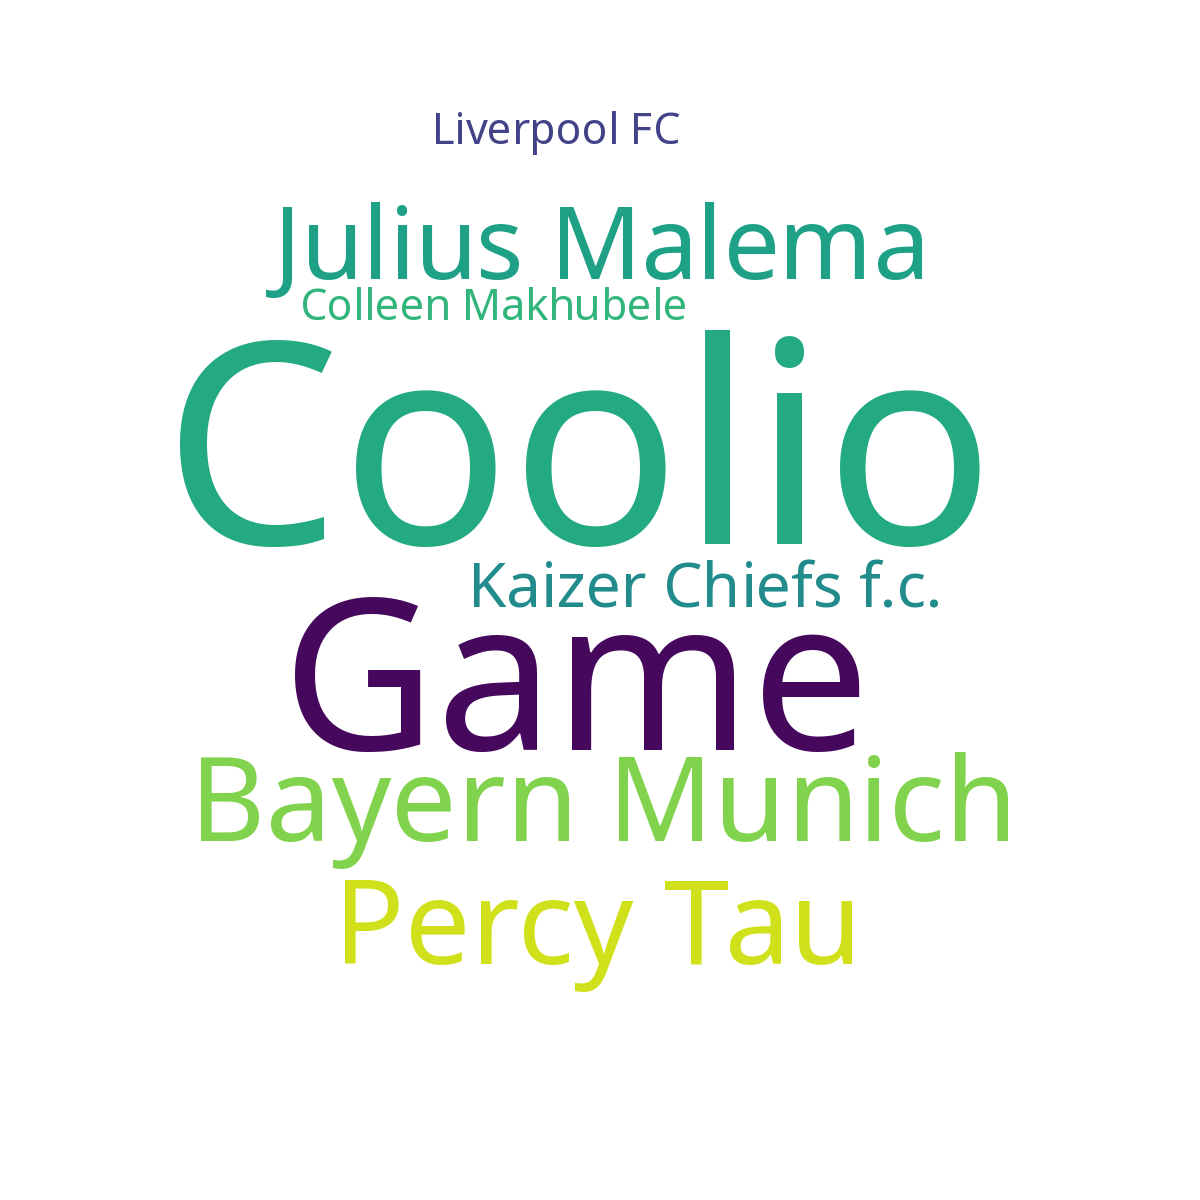 Liverpool FC
Julius Malema
Colleen Makhubele
Coolio
Kaizer Chiefs f.c.
Game
Bayern Munich
Percy Tau